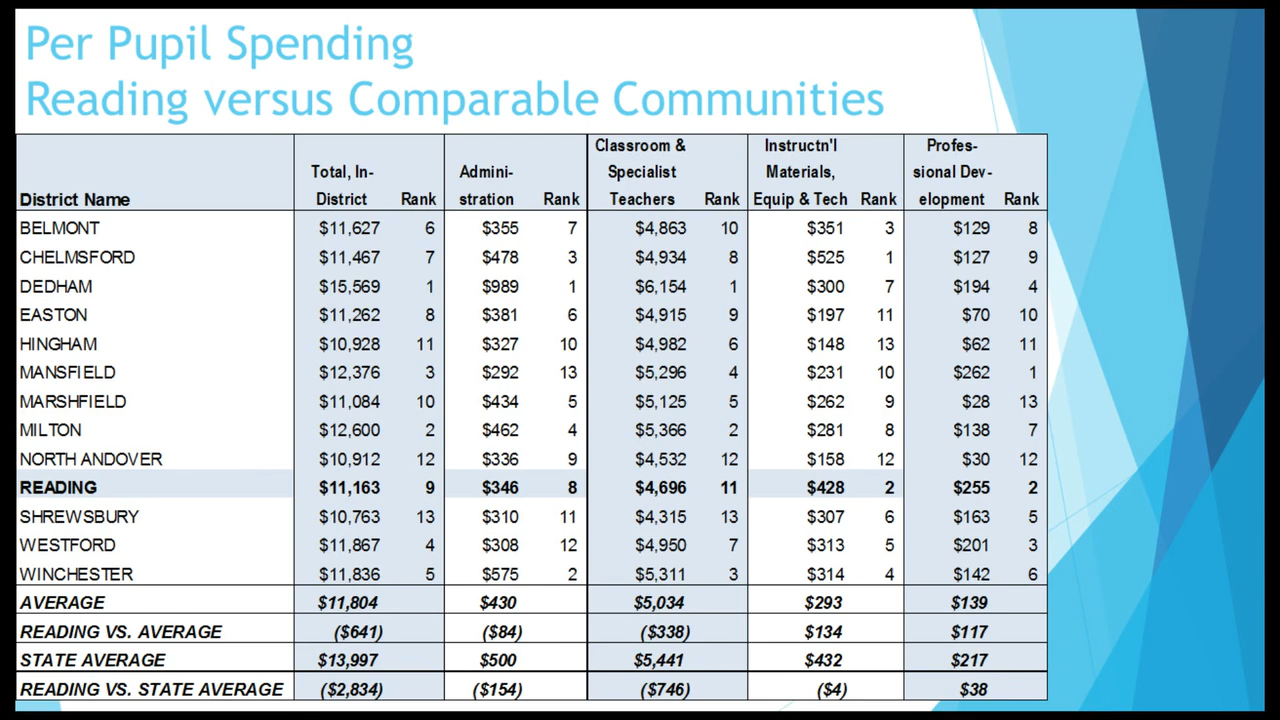 Per Pupil Spending
Reading versus Comparable Communities
Classroom & Instructn'l Profes-
Total, In- Admini- Specialist Materials, sional Dev-
District Name District Rank stration Rank Teachers Rank Equip & Tech Rank elopment Rank
BELMONT $11,627 6 $355 7 $4,863 10 $351 3 $129 8
CHELMSFORD $11,467 7 $478 3 $4,934 8 $525 1 $127 9
DEDHAM $15,569 1 $989 1 $6,154 1 $300 7 $194 4
EASTON $11,262 8 $381 6 $4,915 9 $197 11 $70 10
HINGHAM $10,928 11 $327 10 $4,982 6 $148 13 $62 11
MANSFIELD $12,376 3 $292 13 $5,296 4 $231 10 $262 1
MARSHFIELD $11,084 10 $434 5 $5,125 5 $262 9 $28 13
MILTON $12,600 2 $462 4 $5,366 2 $281 8 $138 7
NORTH ANDOVER $10,912 12 $336 9 $4,532 12 $158 12 $30 12
READING $11,163 9 $346 8 $4,696 11 $428 2 $255 2
SHREWSBURY $10,763 13 $310 11 $4,315 13 $307 6 $163 5
WESTFORD $11,867 4 $308 12 $4,950 7 $313 5 $201 3
WINCHESTER $11,836 5 $575 2 $5,311 3 $314 4 $142 6
AVERAGE $11,804 $430 $5,034 $293 $139
READING VS. AVERAGE ($641) ($84) ($338) $134 $117
STATE AVERAGE $13,997 $500 $5,441 $432 $217
READING VS. STATE AVERAGE ($2,834) ($154) ($746) ($4) $38